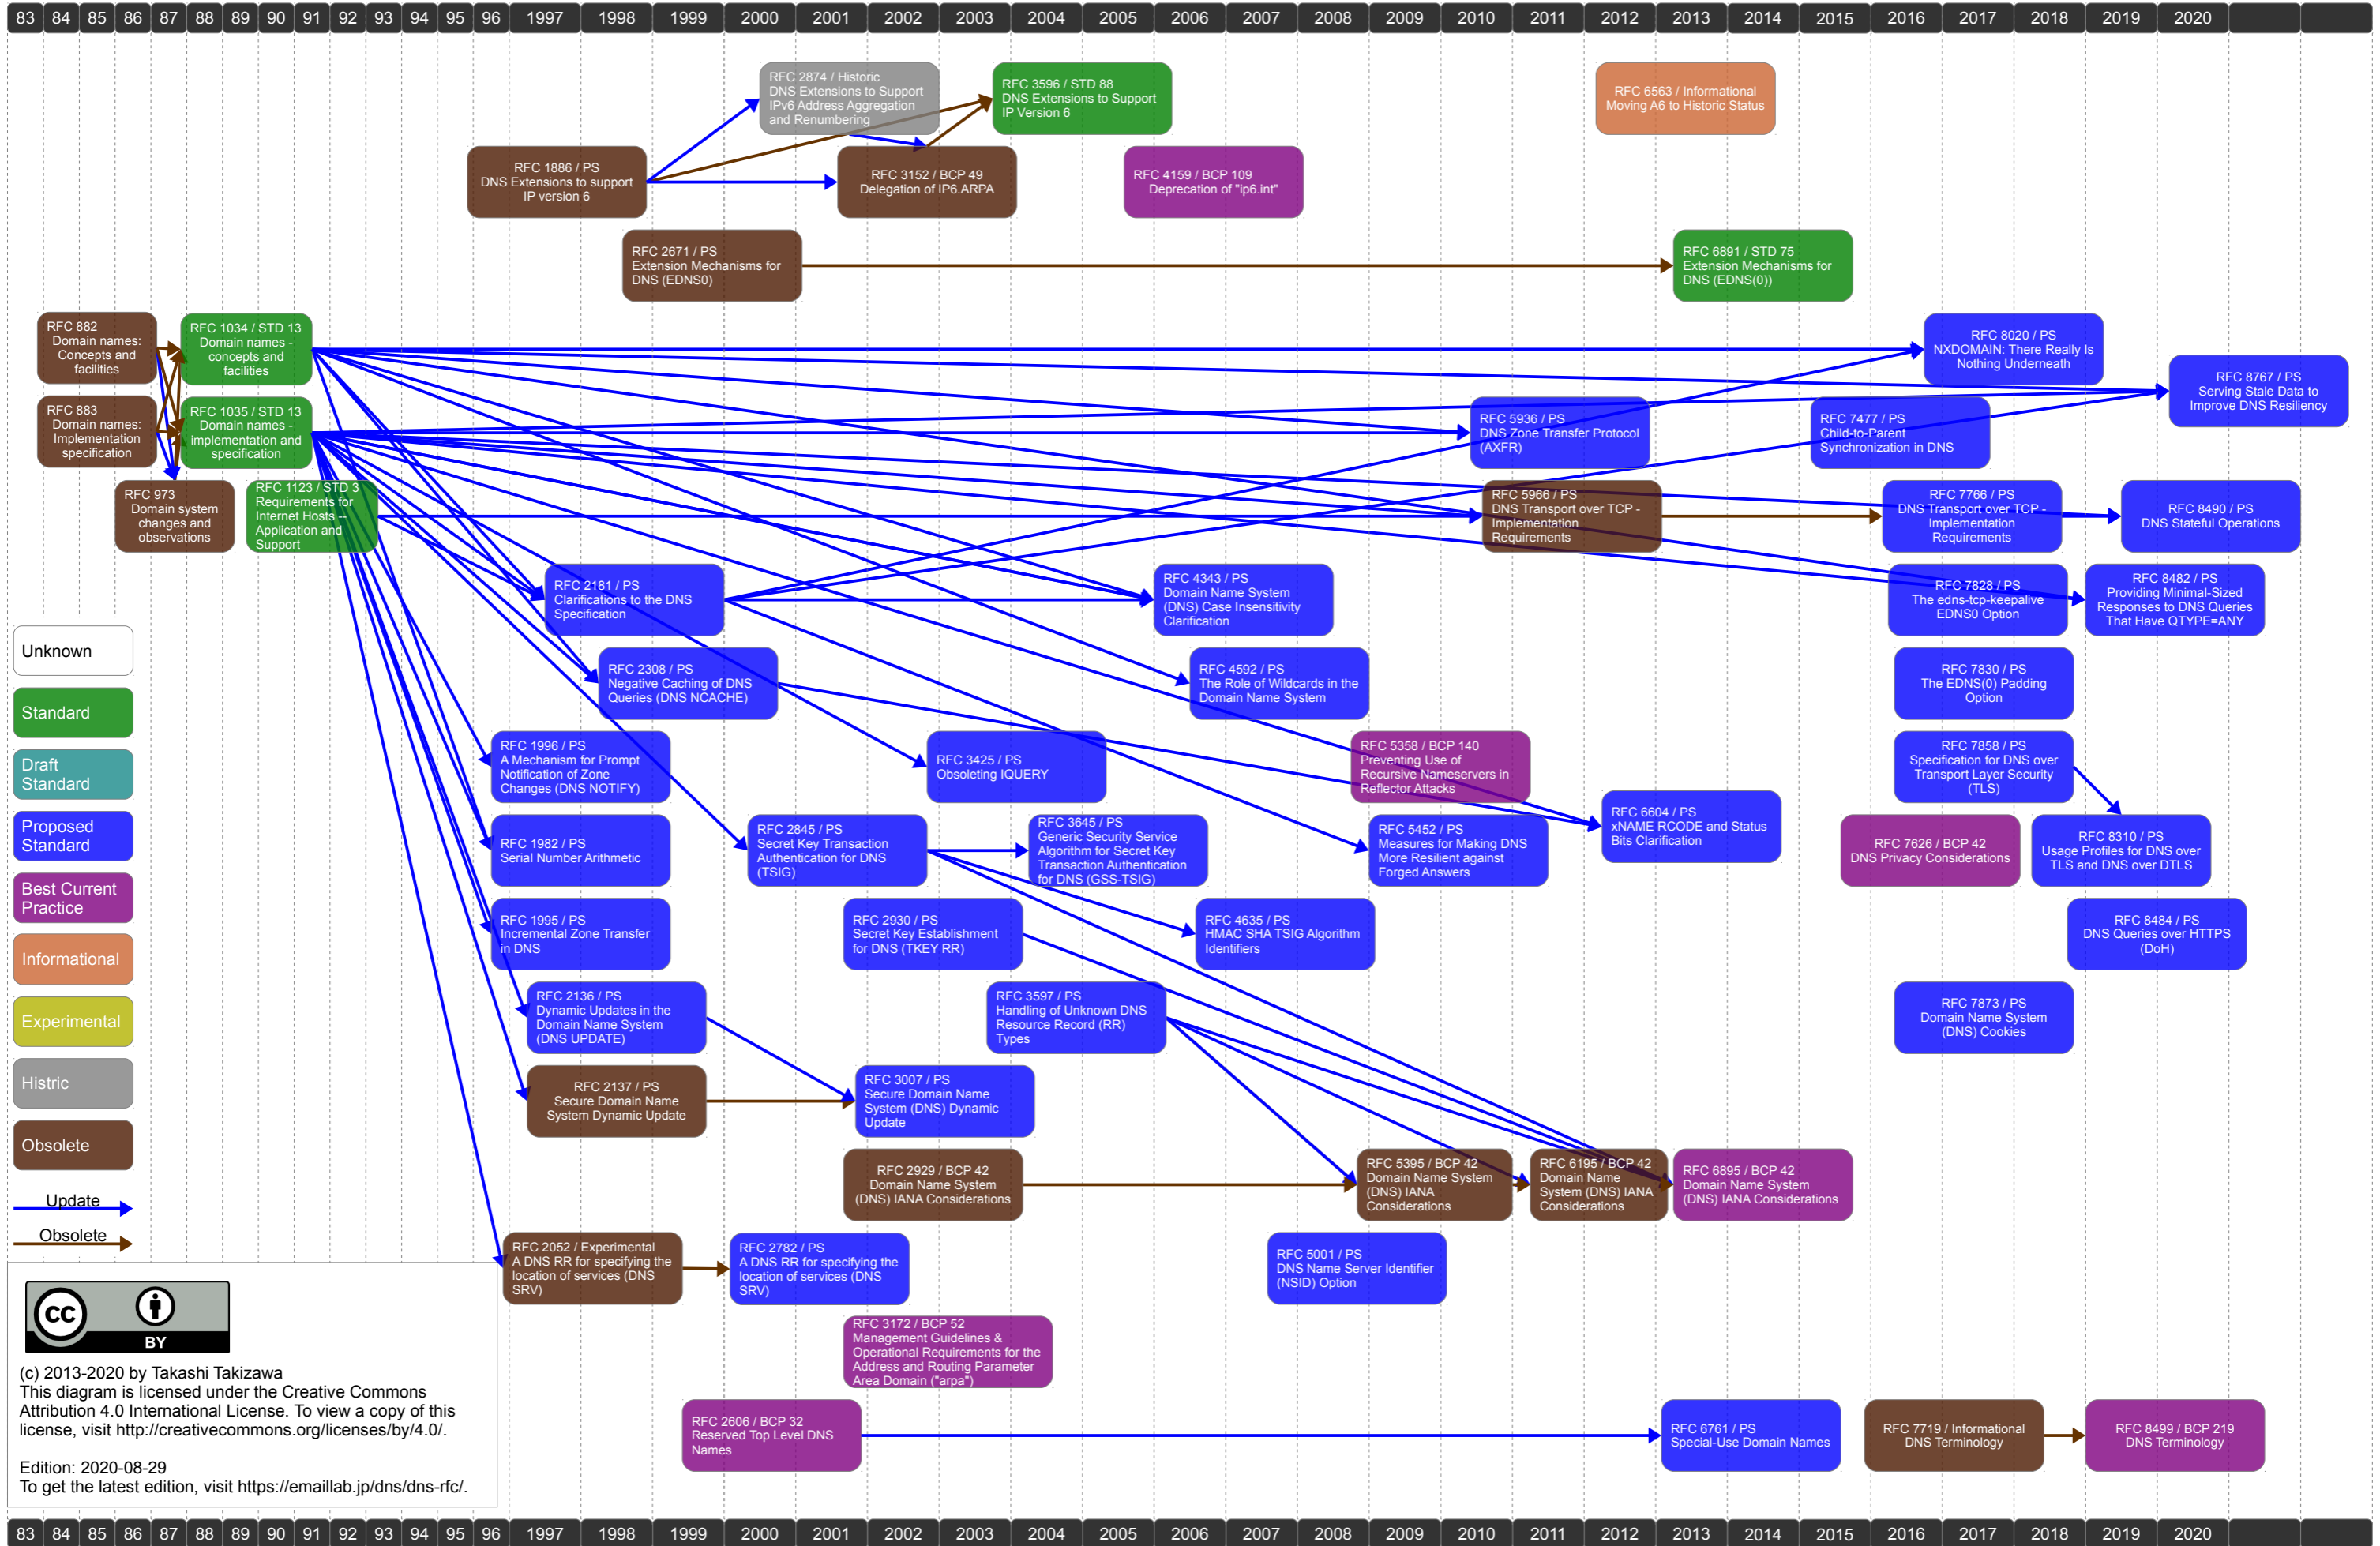 83 84 85 86 87 88 89 90 91 92 93 94 95 96 1997 1998 1999 2000 2001 2002 2003 2004 2005 2006 2007 2008 2009 2010 2011 2012 2013 2014 2015 2016 2017 2018 2019 2020
RFC 2874 / Historic
DNS Extensions to Support
IPv6 Address Aggregation
and Renumbering
RFC 3596 / STD 88
DNS Extensions to Support
IP Version 6
RFC 6563 / Informational
Moving A6 to Historic Status
RFC 1886 / PS
DNS Extensions to support
IP version 6
RFC 3152 / BCP 49
Delegation of IP6.ARPA
RFC 4159 / BCP 109
Deprecation of "ip6.int"
RFC 2671 / PS
Extension Mechanisms for
DNS (EDNS0)
RFC 6891 / STD 75
Extension Mechanisms for
DNS (EDNS(0))
RFC 882
Domain names:
Concepts and
facilities
RFC 1034 / STD 13
Domain names -
concepts and
facilities
RFC 8020 / PS
NXDOMAIN: There Really Is
Nothing Underneath
RFC 8767 / PS
Serving Stale Data to
Improve DNS Resiliency
RFC 883
Domain names:
Implementation
specification
RFC 1035 / STD 13
Domain names -
implementation and
specification
RFC 5936 / PS
DNS Zone Transfer Protocol
(AXFR)
RFC 7477 / PS
Child-to-Parent
Synchronization in DNS
RFC 973
Domain system
changes and
observations
RFC 1123 / STD 3
Requirements for
Internet Hosts --
Application and
Support
RFC 5966 / PS
DNS Transport over TCP -
Implementation
Requirements
RFC 7766 / PS
DNS Transport over TCP -
Implementation
Requirements
RFC 8490 / PS
DNS Stateful Operations
RFC 2181 / PS
Clarifications to the DNS
Specification
RFC 4343 / PS
Domain Name System
(DNS) Case Insensitivity
Clarification
RFC 7828 / PS
The edns-tcp-keepalive
EDNS0 Option
RFC 8482 / PS
Providing Minimal-Sized
Responses to DNS Queries
That Have QTYPE=ANY
Unknown
RFC 2308 / PS
Negative Caching of DNS
Queries (DNS NCACHE)
RFC 4592 / PS
The Role of Wildcards in the
Domain Name System
RFC 7830 / PS
The EDNS(0) Padding
Option
Standard
Draft
Standard
RFC 1996 / PS
A Mechanism for Prompt
Notification of Zone
Changes (DNS NOTIFY)
RFC 3425 / PS
Obsoleting IQUERY
RFC 5358 / BCP 140
Preventing Use of
Recursive Nameservers in
Reflector Attacks
RFC 7858 / PS
Specification for DNS over
Transport Layer Security
(TLS)
Proposed
Standard
RFC 1982 / PS
Serial Number Arithmetic
RFC 2845 / PS
Secret Key Transaction
Authentication for DNS
(TSIG)
RFC 3645 / PS
Generic Security Service
Algorithm for Secret Key
Transaction Authentication
for DNS (GSS-TSIG)
RFC 5452 / PS
Measures for Making DNS
More Resilient against
Forged Answers
RFC 6604 / PS
xNAME RCODE and Status
Bits Clarification
RFC 7626 / BCP 42
DNS Privacy Considerations
RFC 8310 / PS
Usage Profiles for DNS over
TLS and DNS over DTLS
Best Current
Practice
RFC 1995 / PS
Incremental Zone Transfer
in DNS
RFC 2930 / PS
Secret Key Establishment
for DNS (TKEY RR)
RFC 4635 / PS
HMAC SHA TSIG Algorithm
Identifiers
RFC 8484 / PS
DNS Queries over HTTPS
(DoH)
Informational
Experimental
RFC 2136 / PS
Dynamic Updates in the
Domain Name System
(DNS UPDATE)
RFC 3597 / PS
Handling of Unknown DNS
Resource Record (RR)
Types
RFC 7873 / PS
Domain Name System
(DNS) Cookies
Histric
RFC 2137 / PS
Secure Domain Name
System Dynamic Update
RFC 3007 / PS
Secure Domain Name
System (DNS) Dynamic
Update
Obsolete
RFC 2929 / BCP 42
Domain Name System
(DNS) IANA Considerations
RFC 5395 / BCP 42
Domain Name System
(DNS) IANA
Considerations
RFC 6195 / BCP 42
Domain Name
System (DNS) IANA
Considerations
RFC 6895 / BCP 42
Domain Name System
(DNS) IANA Considerations
Update
Obsolete
RFC 2052 / Experimental
A DNS RR for specifying the
location of services (DNS
SRV)
RFC 2782 / PS
A DNS RR for specifying the
location of services (DNS
SRV)
RFC 5001 / PS
DNS Name Server Identifier
(NSID) Option
RFC 3172 / BCP 52
Management Guidelines &
Operational Requirements for the
Address and Routing Parameter
Area Domain ("arpa")
RFC 2606 / BCP 32
Reserved Top Level DNS
Names
RFC 6761 / PS
Special-Use Domain Names
RFC 7719 / Informational
DNS Terminology
RFC 8499 / BCP 219
DNS Terminology
cc
BY
(c) 2013-2020 by Takashi Takizawa
This diagram is licensed under the Creative Commons
Attribution 4.0 International License. To view a copy of this
license, visit http://creativecommons.org/licenses/by/4.0/.
Edition: 2020-08-29
To get the latest edition, visit https://emaillab.jp/dns/dns-rfc/.
83 84 85 86 87 88 89 90 91 92 93 94 95 96 1997 1998 1999 2000 2001 2002 2003 2004 2005 2006 2007 2008 2009 2010 2011 2012 2013 2014 2015 2016 2017 2018 2019 2020